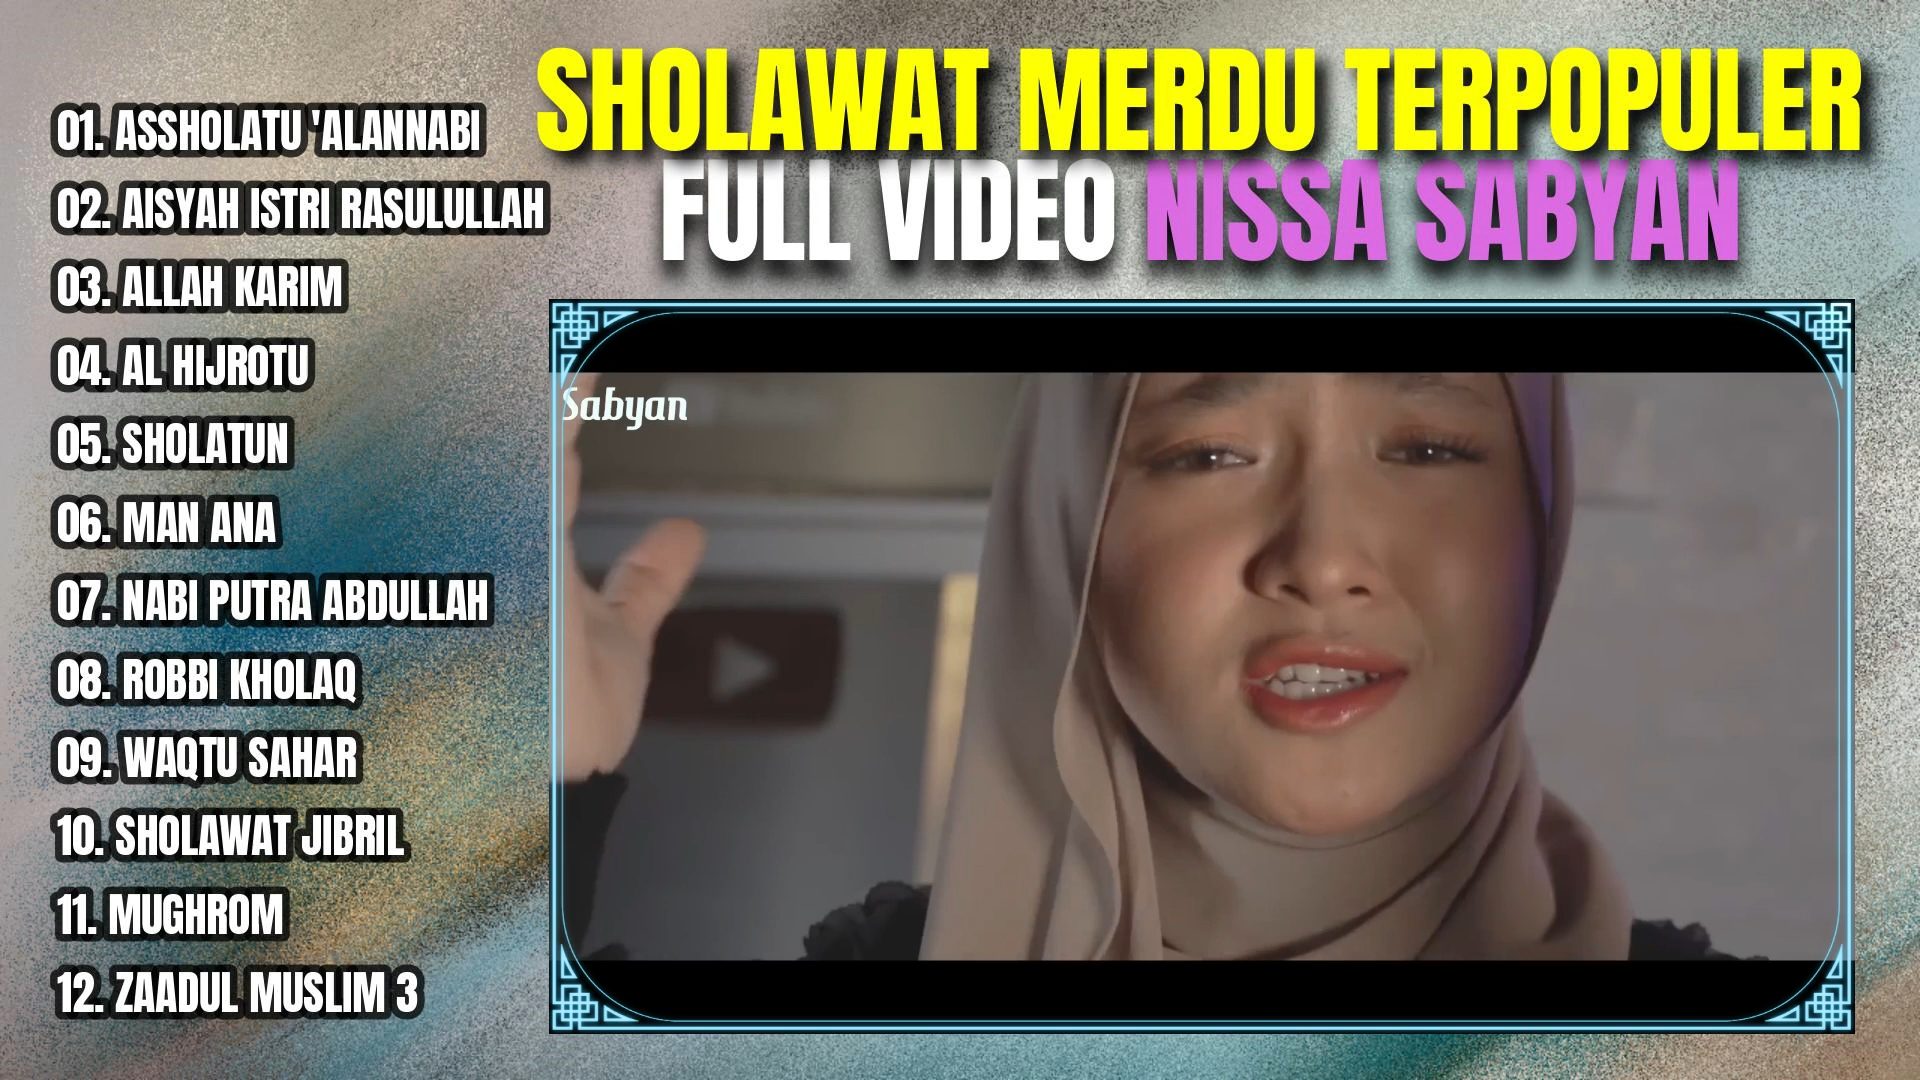 SHOLAWAT MERDU TERPOPULER
FULL VIDEO NISSA SABYAN
01. ASSHOLATU 'ALANNABI
02. AISYAH ISTRI RASULULLAH
03. ALLAH KARIM
04. AL HIJROTU
05. SHOLATUN
06. MAN ANA
07. NABI PUTRA ABDULLAH
08. ROBBI KHOLAQ
09. WAQTU SAHAR
10. SHOLAWAT JIBRIL
11. MUGHROM
12. ZAADUL MUSLIM 3
Sabyan